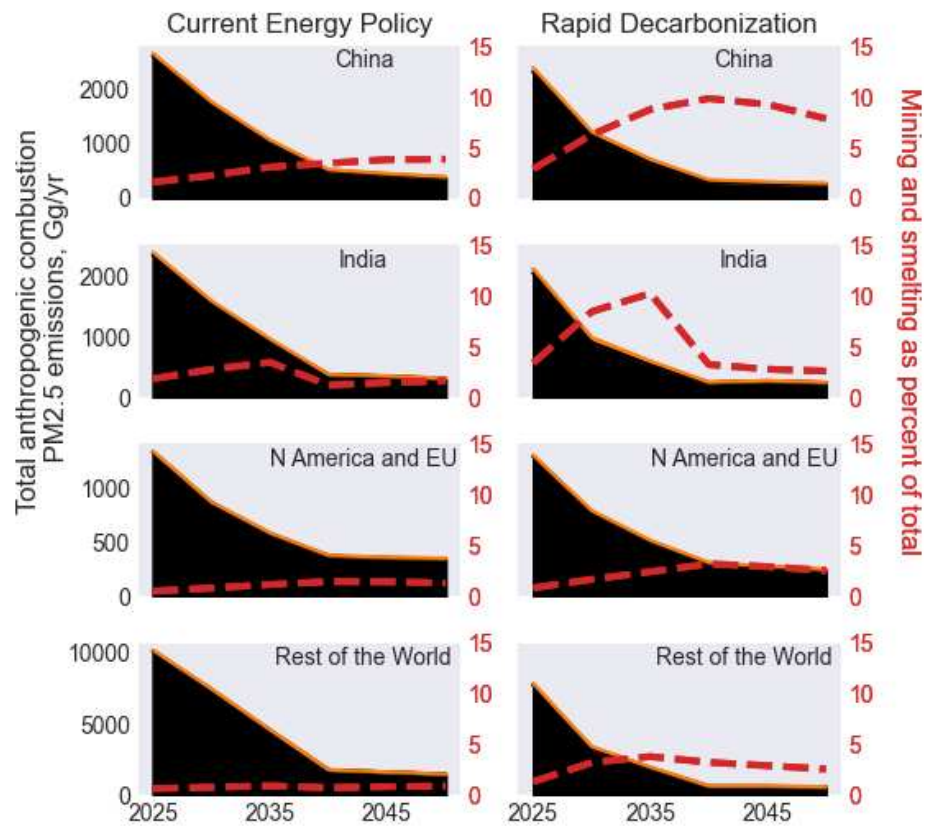 Current Energy Policy
Rapid Decarbonization
Total anthropogenic combustion
PM2.5 emissions, Gg/yr
Mining and smelting as percent of total
China
2000
1000
0
15
10
5
0
China
15
10
5
0
India
2000
1000
0
15
10
5
0
India
15
10
5
0
N America and EU
1000
500
0
15
10
5
0
N America and EU
15
10
5
0
Rest of the World
10000
5000
0
15
10
5
0
Rest of the World
15
10
5
0
2025 2035 2045
2025 2035 2045